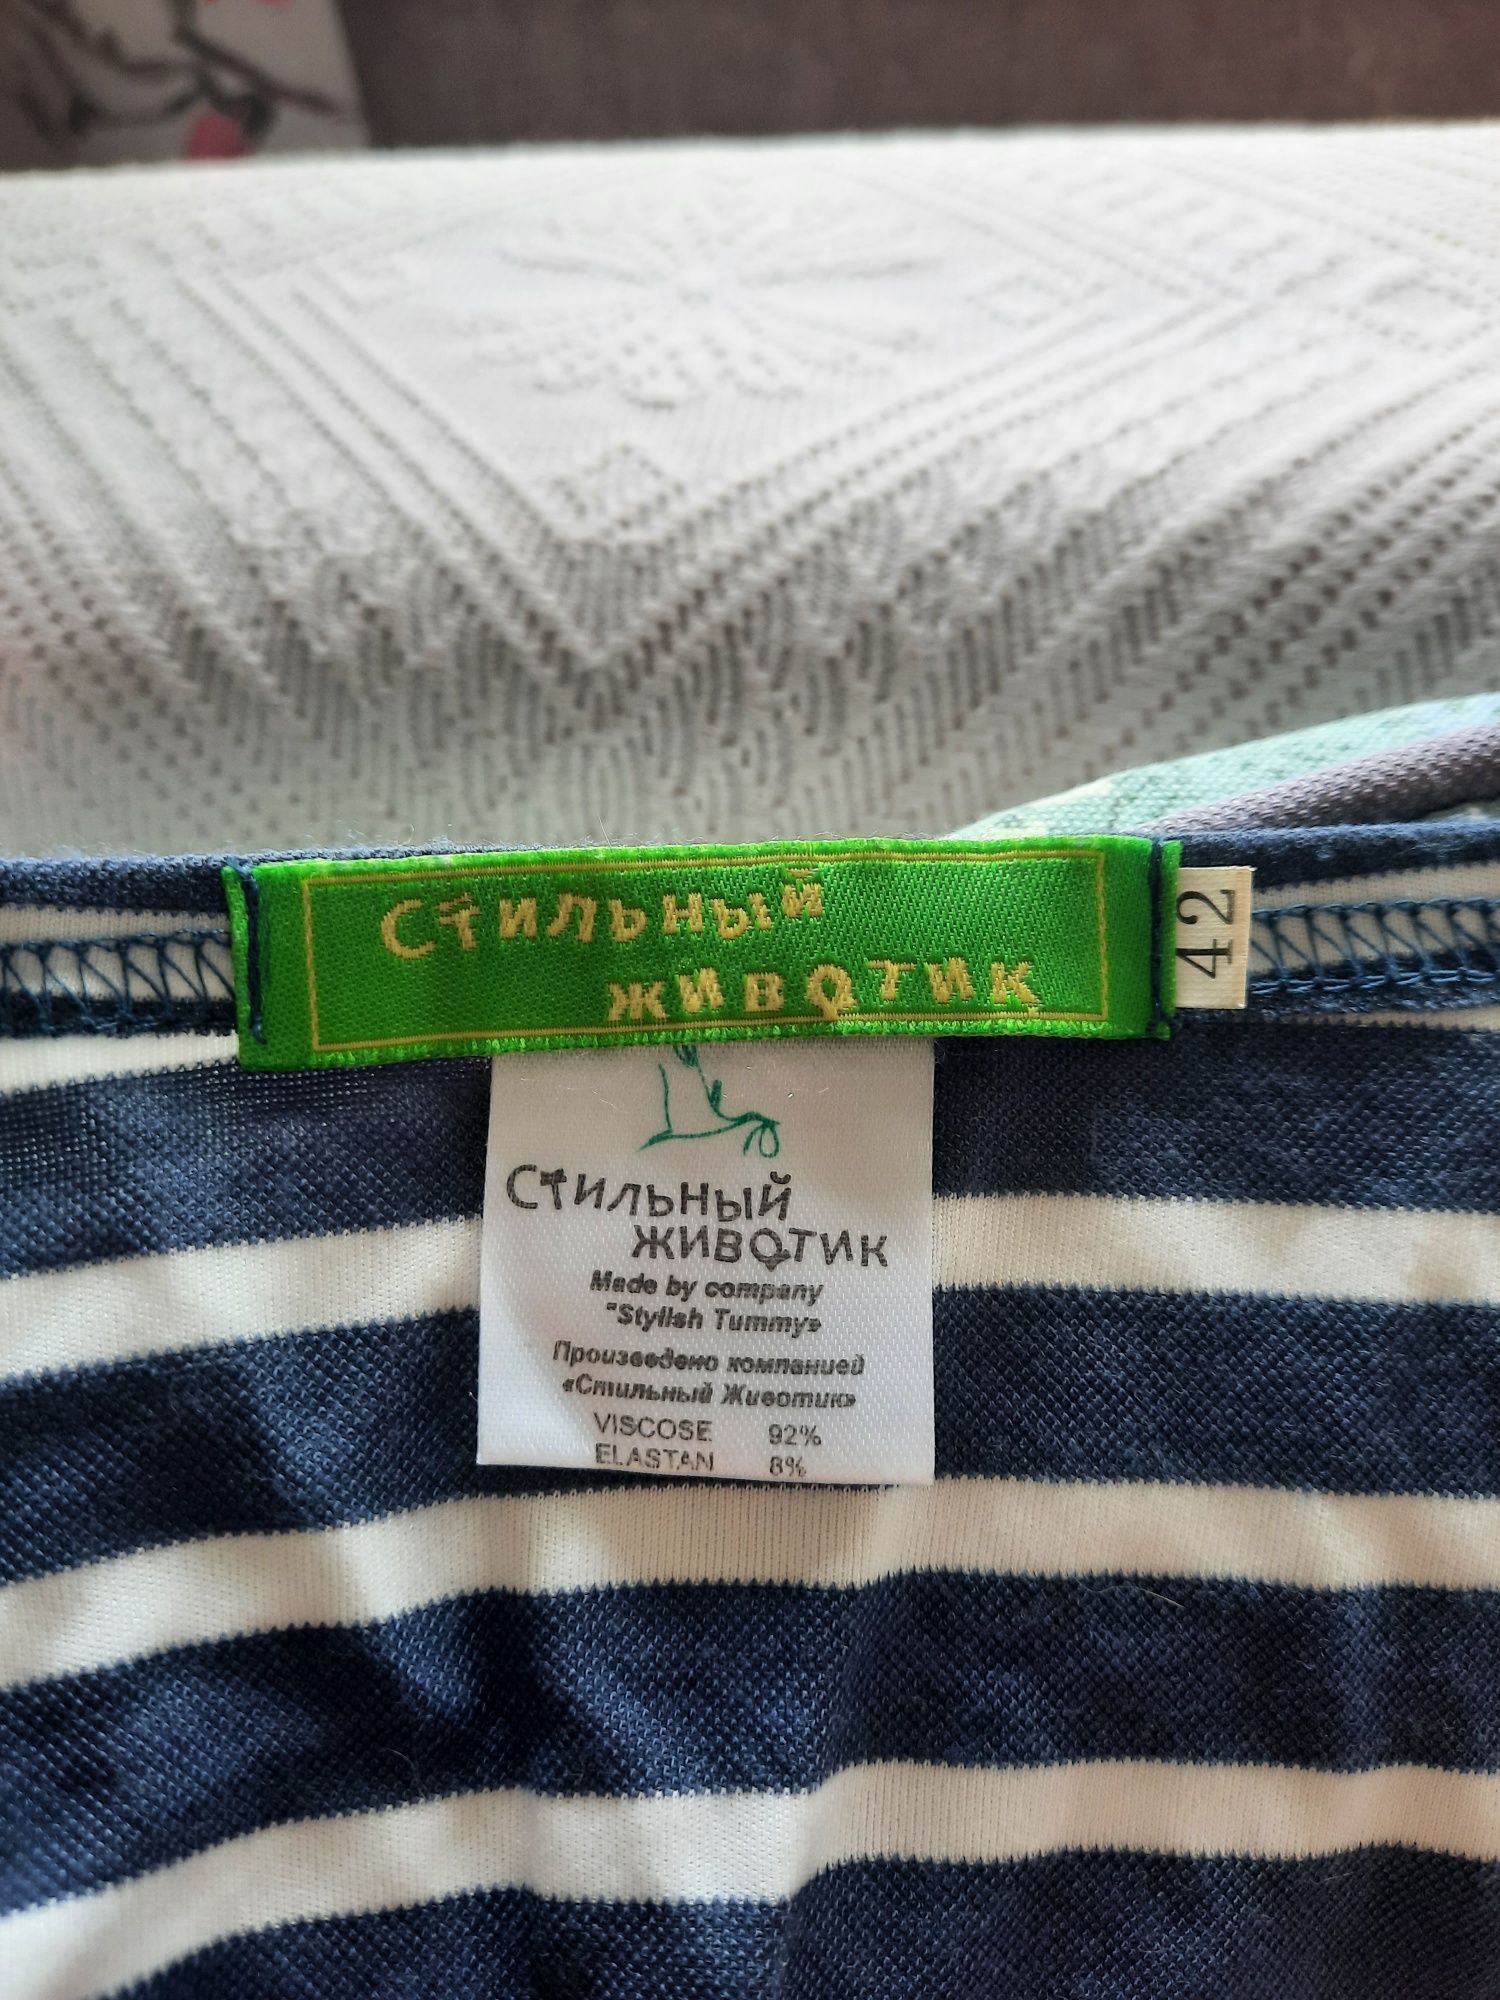 Стильный
животик
42
Стильный
животик
Made by company
"Stylish Tummy»
Произведено компанией
«Стильный Животик»
VISCOSE 92%
ELASTAN 8%